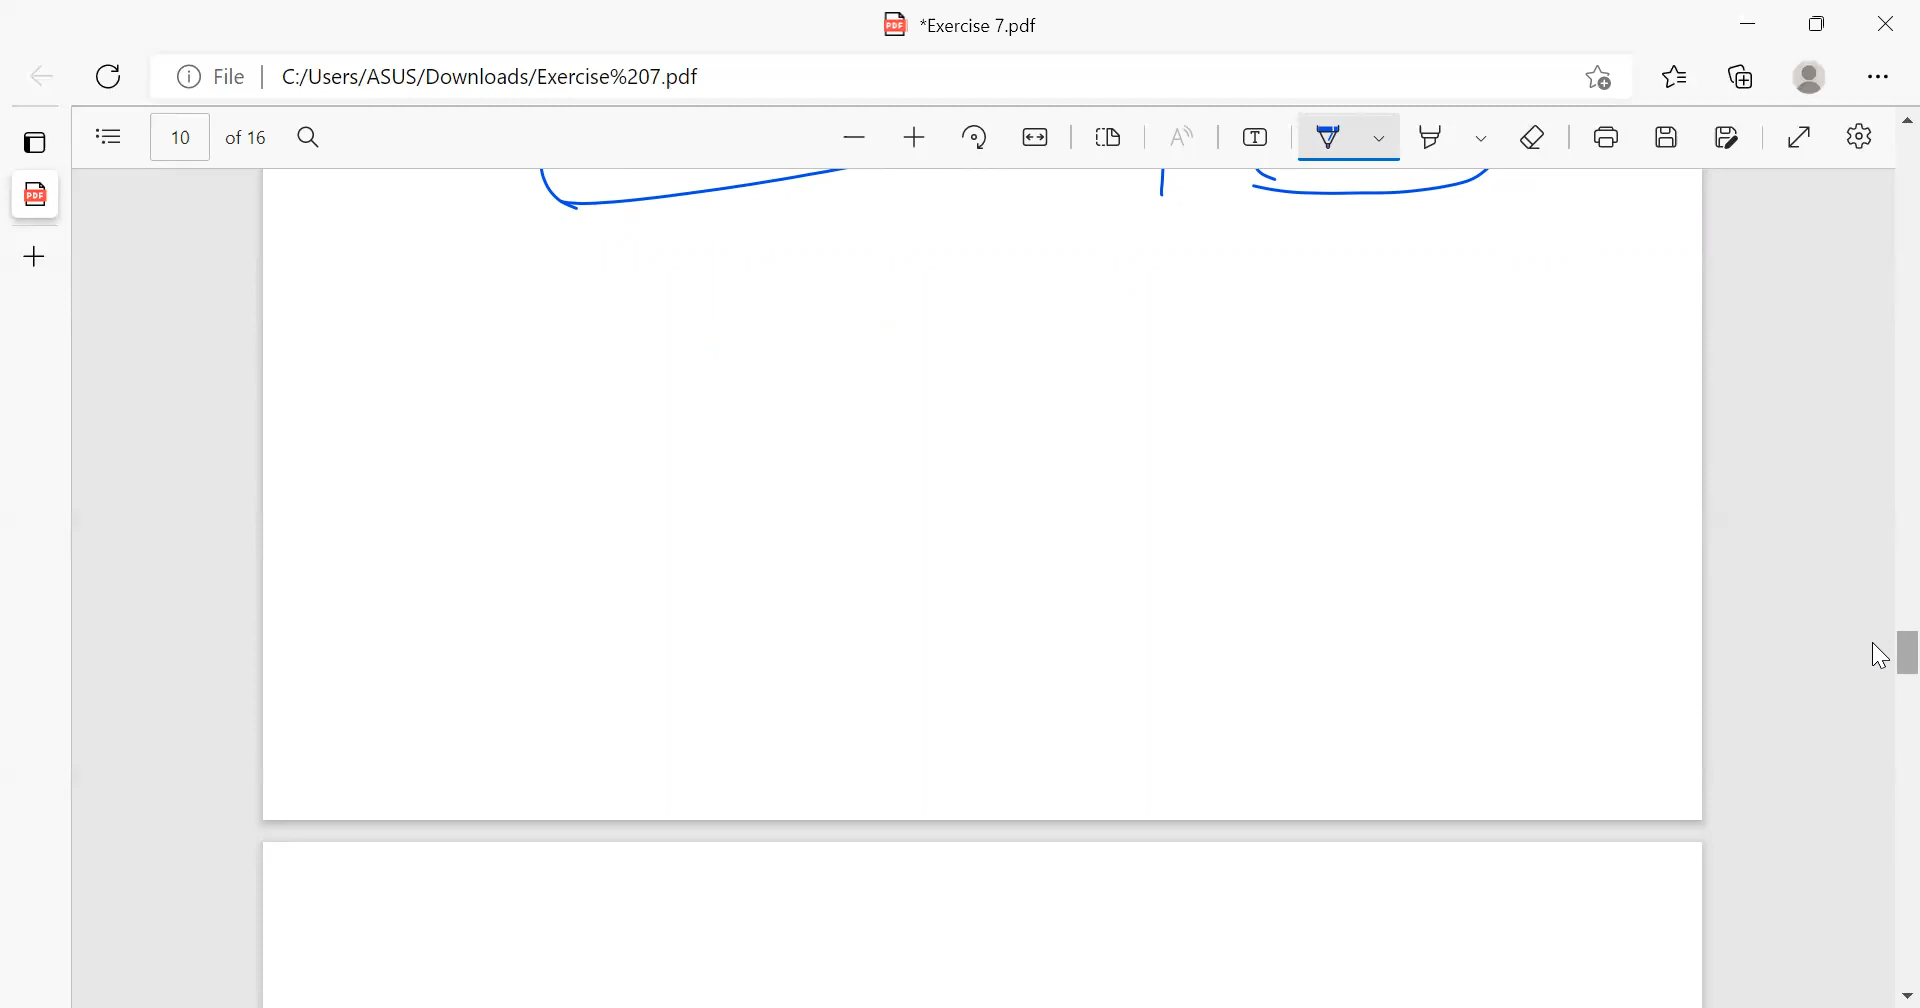 *Exercise 7.pdf
File C:/Users/ASUS/Downloads/Exercise%207.pdf
10 of 16